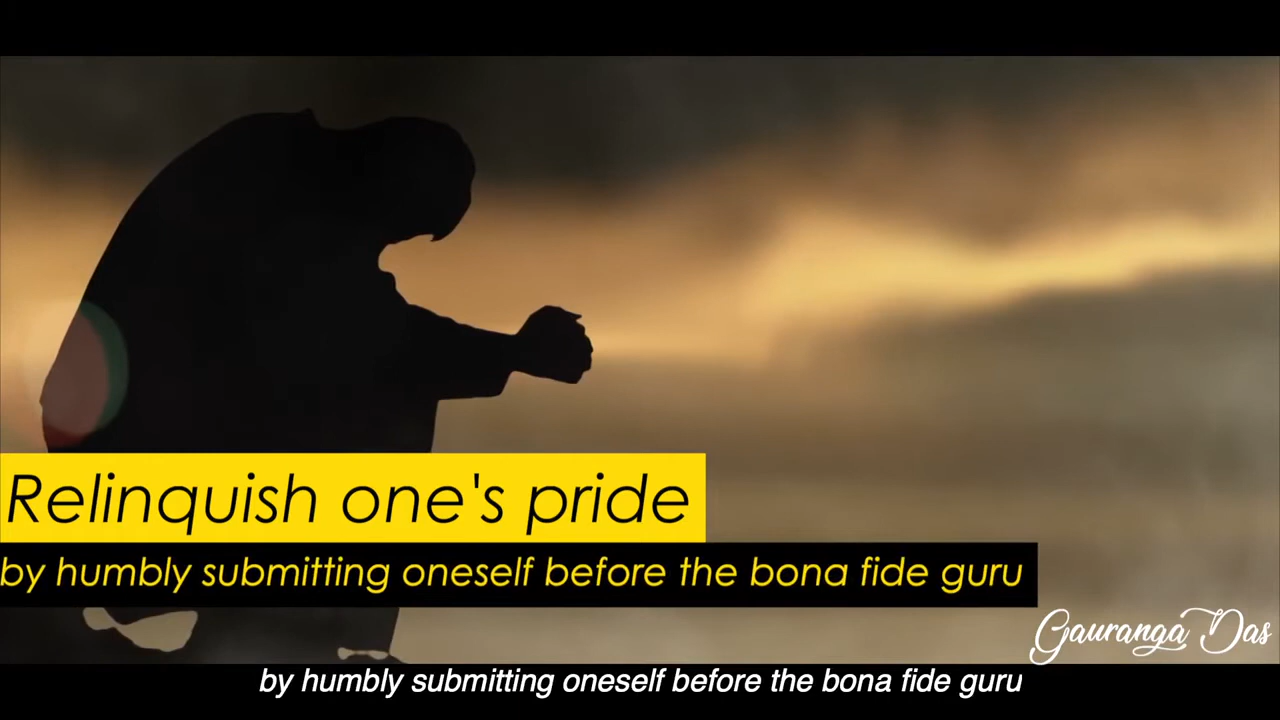 Relinquish one's pride
by humbly submitting oneself before the bona fide guru
Gauranga Das
by humbly submitting oneself before the bona fide guru